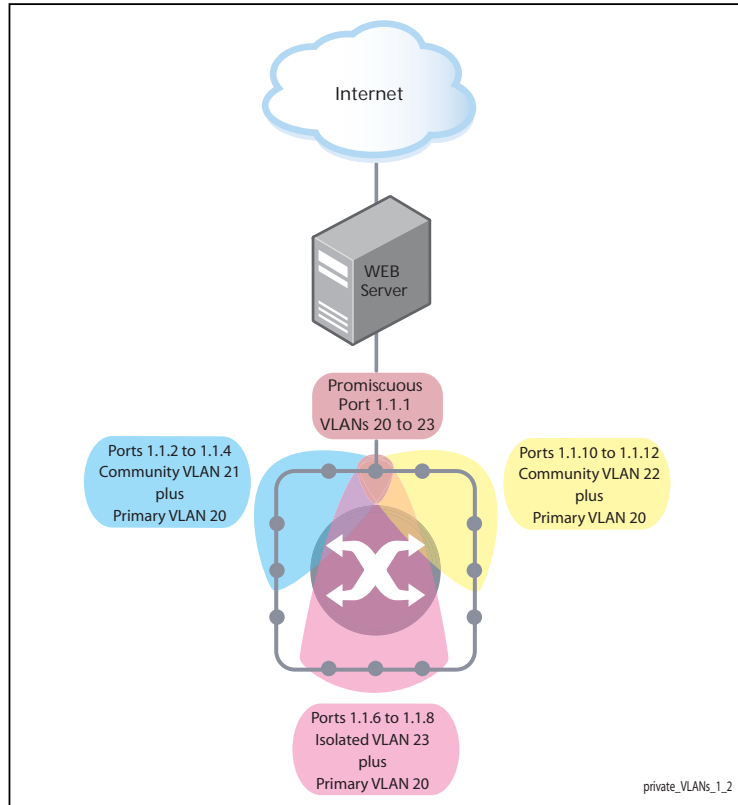 Internet
WEB
Server
Promiscuous
Port 1.1.1
VLANs 20 to 23
Ports 1.1.2 to 1.1.4
Community VLAN 21
plus
Primary VLAN 20
Ports 1.1.10 to 1.1.12
Community VLAN 22
plus
Primary VLAN 20
Ports 1.1.6 to 1.1.8
Isolated VLAN 23
plus
Primary VLAN 20
private_VLANs_1_2